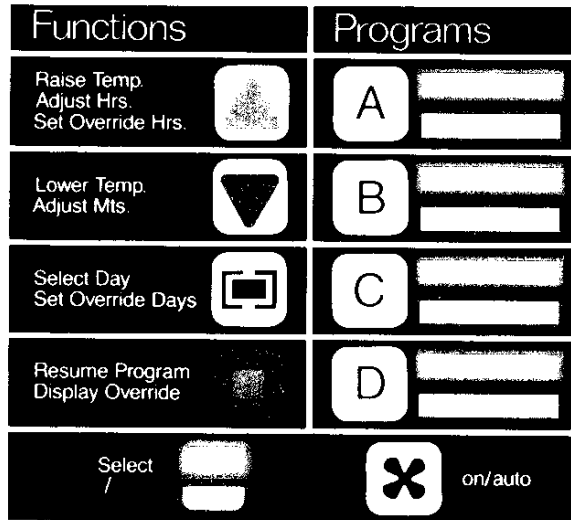 Functions
Programs
Raise Temp.
Adjust Hrs.
Set Override Hrs.
A
Lower Temp.
Adjust Mts.
B
Select Day
Set Override Days
C
Resume Program
Display Override
D
Select
/
on/auto